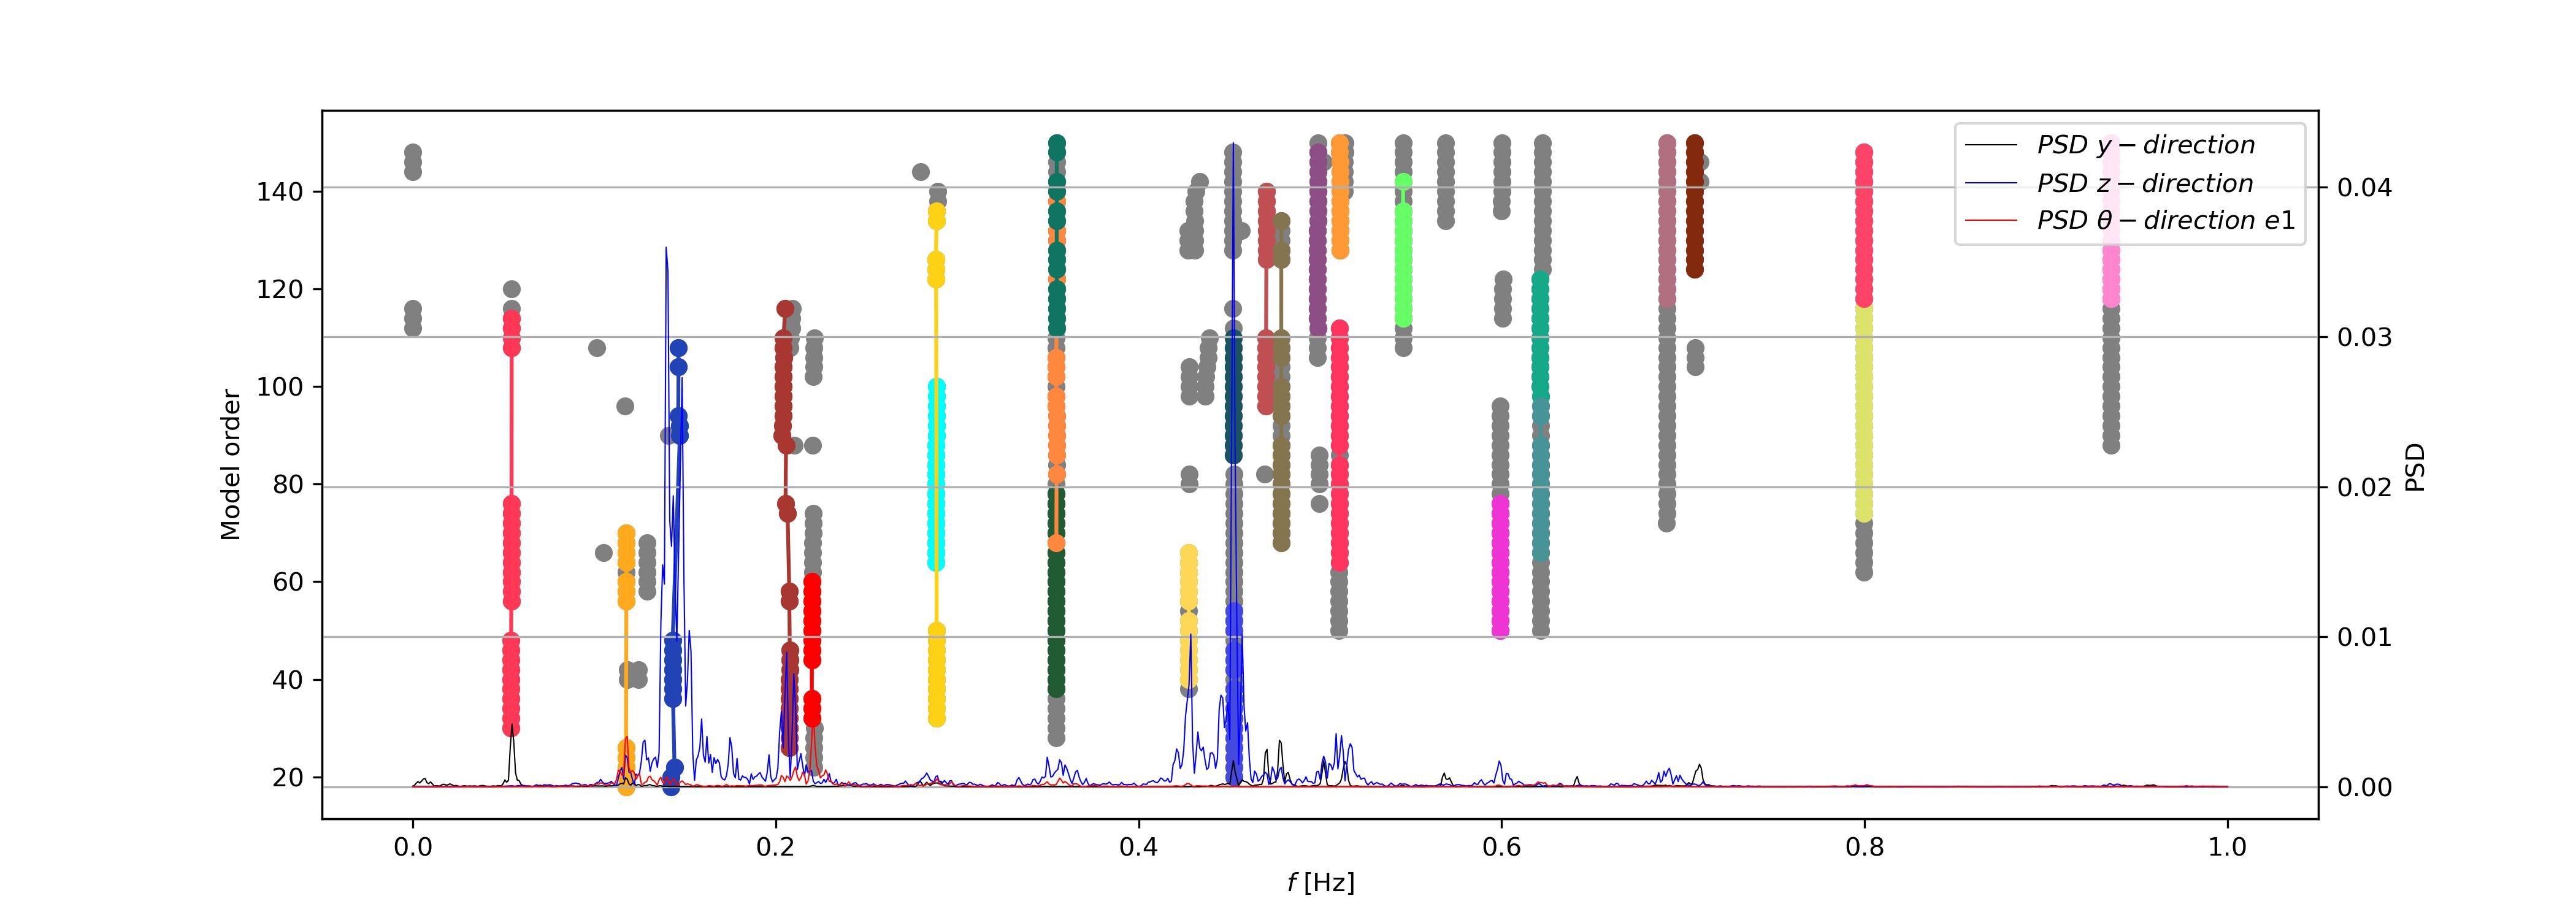 PSD y − direction
PSD z − direction
PSD θ − direction e1
140
120
100
80
60
40
20
Model order
0.04
0.03
0.02
0.01
0.00
PSD
0.0 0.2 0.4 0.6 0.8 1.0
f [Hz]